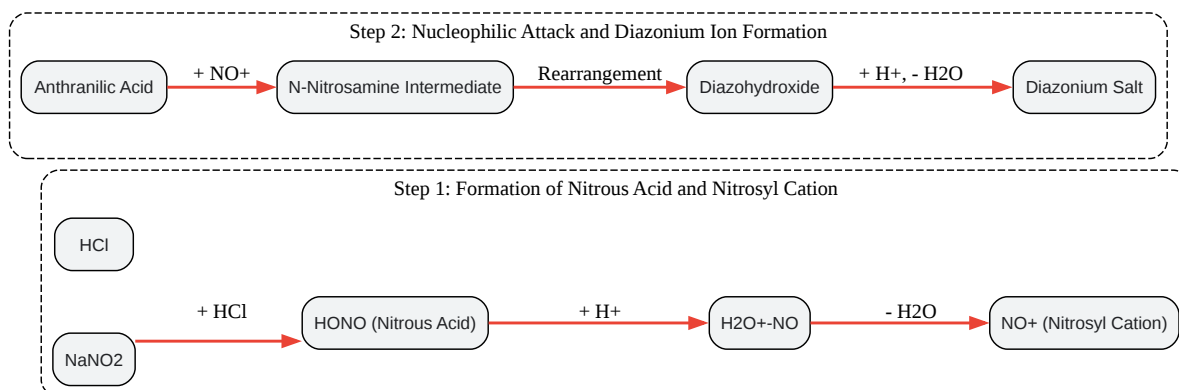 Step 2: Nucleophilic Attack and Diazonium Ion Formation
Anthranilic Acid
+ NO+
N-Nitrosamine Intermediate
Rearrangement
Diazohydroxide
+ H+, - H2O
Diazonium Salt
Step 1: Formation of Nitrous Acid and Nitrosyl Cation
HCl
NaNO2
+ HCl
HONO (Nitrous Acid)
+ H+
H2O+-NO
- H2O
NO+ (Nitrosyl Cation)